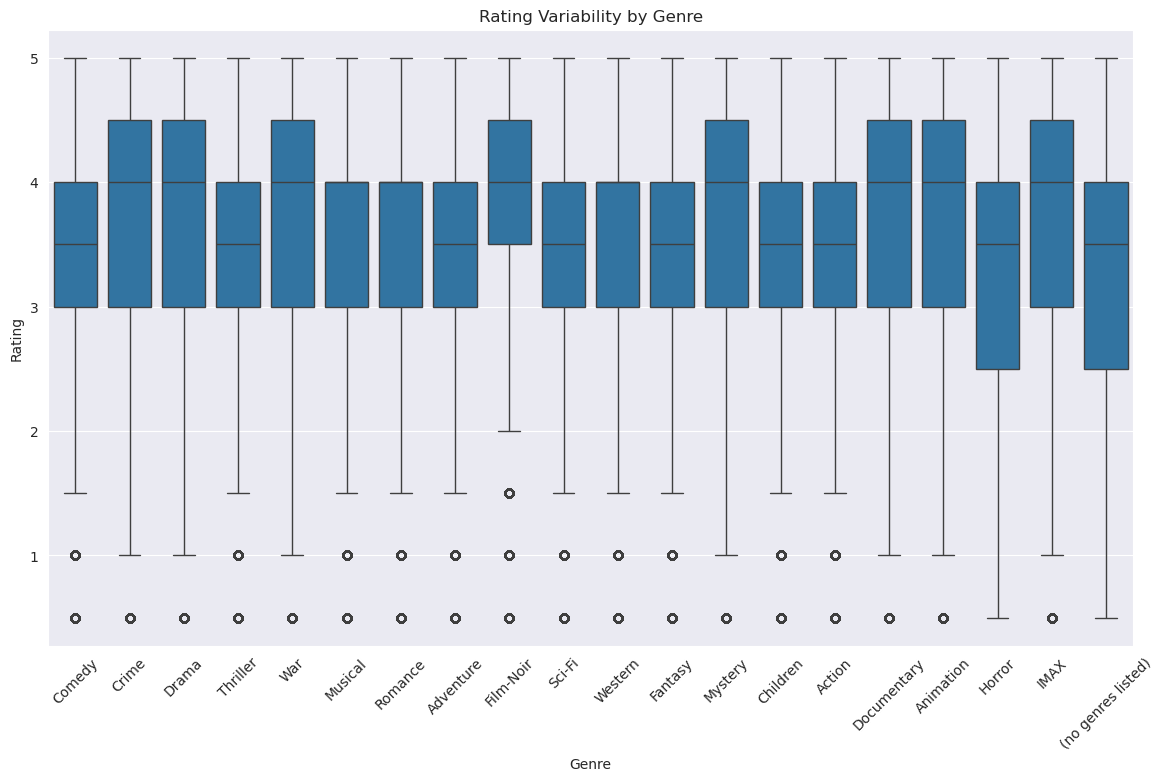 Rating Variability by Genre
Rating
5
4
3
2
1
Comedy
Crime
Drama
Thriller
War
Musical
Romance
Adventure
Film-Noir
Sci-Fi
Western
Fantasy
Mystery
Children
Action
Documentary
Animation
Horror
IMAX
(no genres listed)
Genre